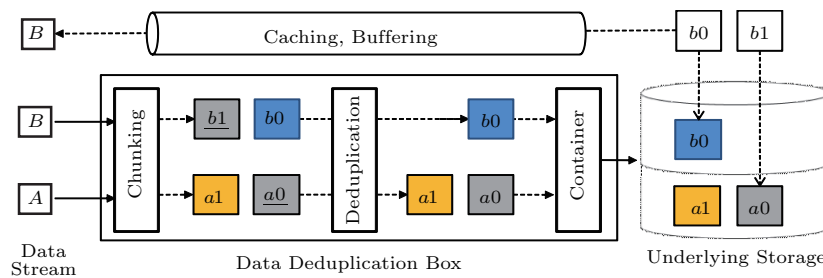 B
Caching, Buffering
b0
b1
B
Chunking
b1
b0
Deduplication
b0
Container
b0
A
a1
a0
a1
a0
a1
a0
Data
Stream
Data Deduplication Box
Underlying Storage